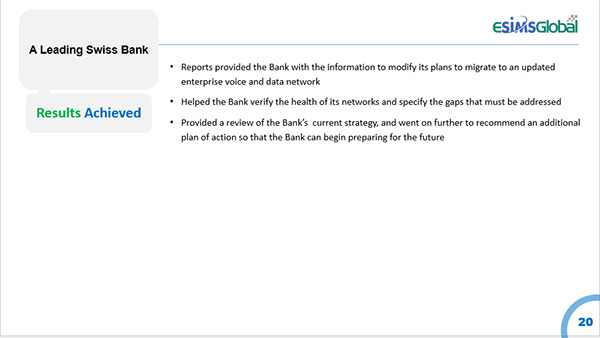 A Leading Swiss Bank
ESIMSGlobal
Results Achieved
• Reports provided the Bank with the information to modify its plans to migrate to an updated
enterprise voice and data network
• Helped the Bank verify the health of its networks and specify the gaps that must be addressed
• Provided a review of the Bank's current strategy, and went on further to recommend an additional
plan of action so that the Bank can begin preparing for the future
20